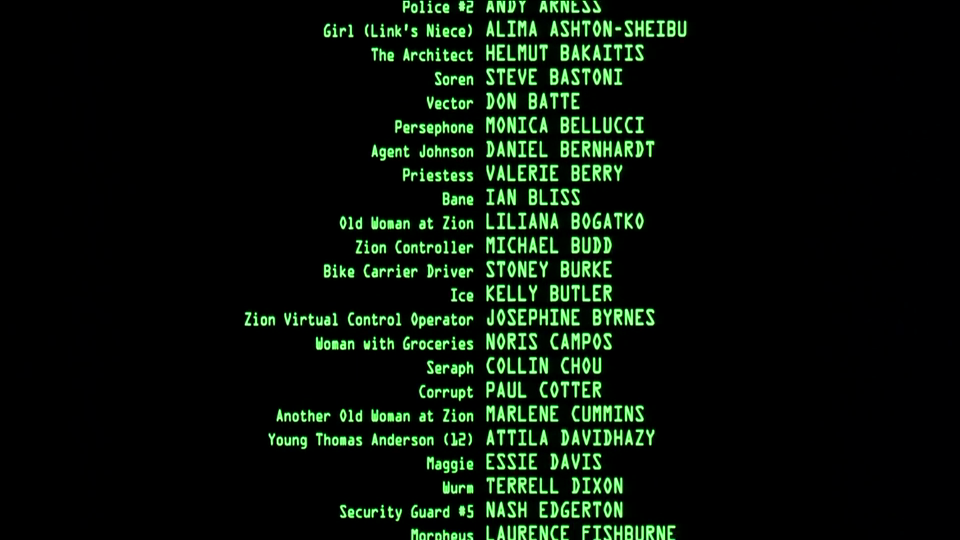 Police #2 ANDY ARNESS
Girl (Link's Niece) ALIMA ASHTON-SHEIBU
The Architect HELMUT BAKAITIS
Soren STEVE BASTONI
Vector DON BATTE
Persephone MONICA BELLUCCI
Agent Johnson DANIEL BERNHARDT
Priestess VALERIE BERRY
Bane IAN BLISS
Old Woman at Zion LILIANA BOGATKO
Zion Controller MICHAEL BUDD
Bike Carrier Driver STONEY BURKE
Ice KELLY BUTLER
Zion Virtual Control Operator JOSEPHINE BYRNES
Woman with Groceries NORIS CAMPOS
Seraph COLLIN CHOU
Corrupt PAUL COTTER
Another Old Woman at Zion MARLENE CUMMINS
Young Thomas Anderson (12) ATTILA DAVIDHAZY
Maggie ESSIE DAVIS
Wurm TERRELL DIXON
Security Guard #5 NASH EDGERTON
Morpheus LAURENCE FISHBURNE